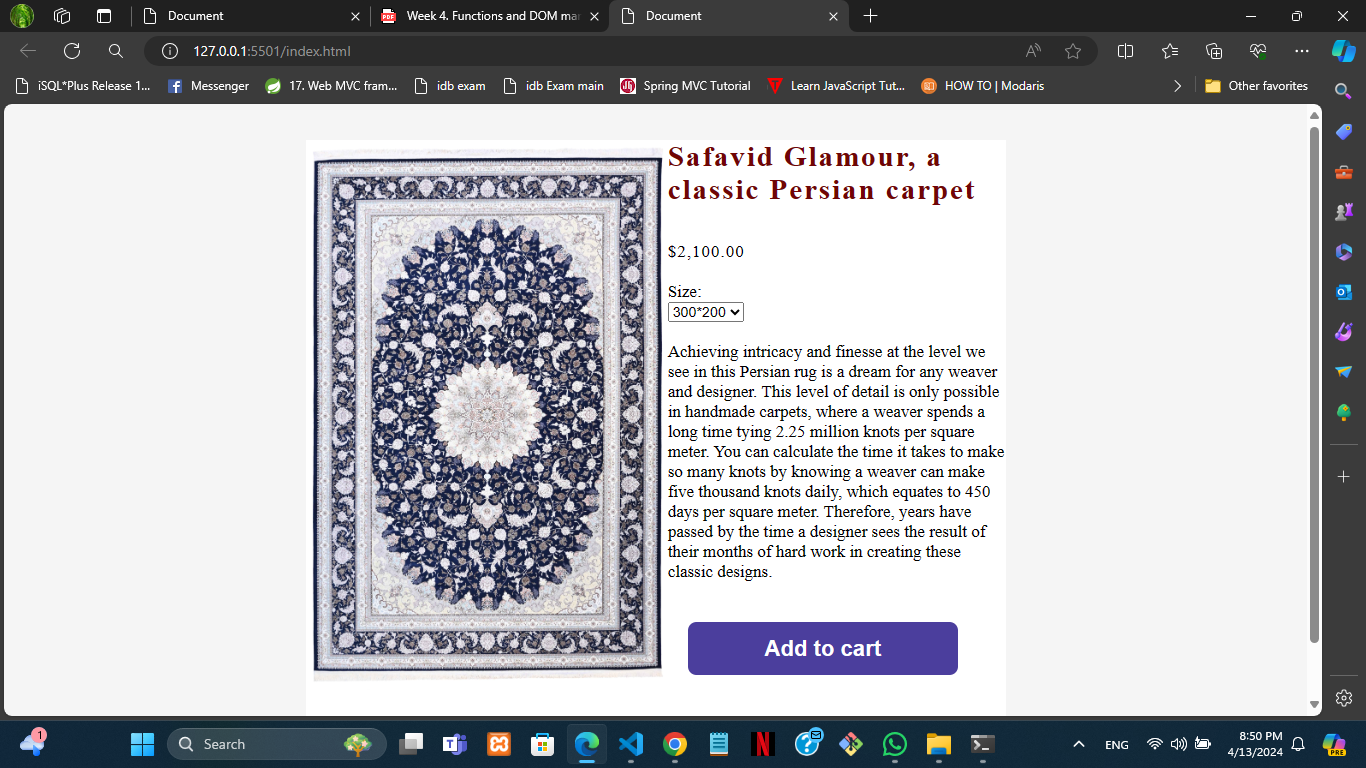 Document
Week 4. Functions and DOM mar
Document
127.0.0.1:5501/index.html
iSQL*Plus Release 1...
Messenger
17. Web MVC fram...
idb exam
idb Exam main
Spring MVC Tutorial
Learn JavaScript Tut...
HOW TO | Modaris
Other favorites
Safavid Glamour, a
classic Persian carpet
$2,100.00
Size:
300*200
Achieving intricacy and finesse at the level we
see in this Persian rug is a dream for any weaver
and designer. This level of detail is only possible
in handmade carpets, where a weaver spends a
long time tying 2.25 million knots per square
meter. You can calculate the time it takes to make
so many knots by knowing a weaver can make
five thousand knots daily, which equates to 450
days per square meter. Therefore, years have
passed by the time a designer sees the result of
their months of hard work in creating these
classic designs.
Add to cart
1
Search
ENG
8:50 PM
4/13/2024
PRE